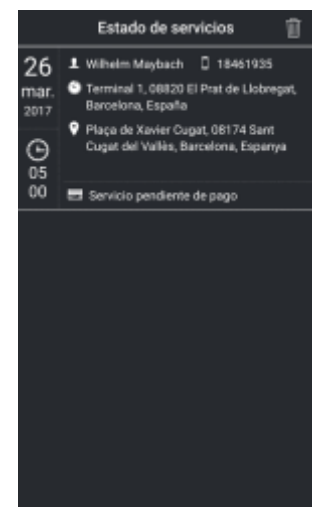 Estado de servicios
26
mar.
2017
05
00
Wilhelm Maybach 18461935
Terminal 1, 08820 El Prat de Llobregat,
Barcelona, España
Plaça de Xavier Cugat, 08174 Sant
Cugat del Vallès, Barcelona, Espanya
Servicio pendiente de pago